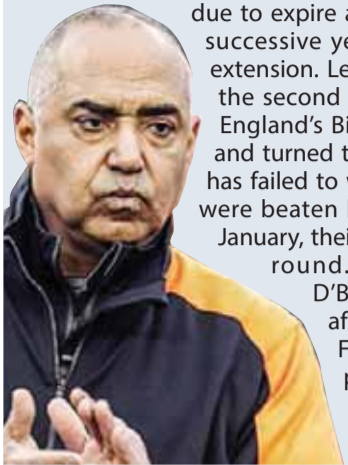 due to expire a
successive ye
extension. Le
the second
England's Bi
and turned t
has failed to
were beaten
January, thei
round.
D'B
af
F
p